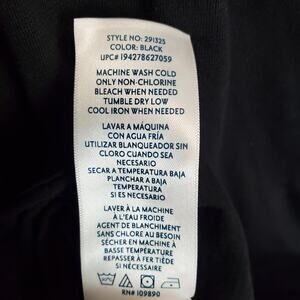 STYLE NO: 291325
COLOR: BLACK
UPC# 194278627059
MACHINE WASH COLD
ONLY NON-CHLORINE
BLEACH WHEN NEEDED
TUMBLE DRY LOW
COOL IRON WHEN NEEDED
LAVAR A MÁQUINA
CON AGUA FRÍA
UTILIZAR BLANQUEADOR SIN
CLORO CUANDO SEA
NECESARIO
SECAR A TEMPERATURA BAJA
PLANCHAR A BAJA
TEMPERATURA
SI ES NECESARIO
LAVER À LA MACHINE
À L'EAU FROIDE
AGENT DE BLANCHIMENT
SANS CHLORE AU BESOIN
SÉCHER EN MACHINE À
BASSE TEMPÉRATURE
REPASSER À FER TIÈDE
SI NÉCESSAIRE
RN# 109890